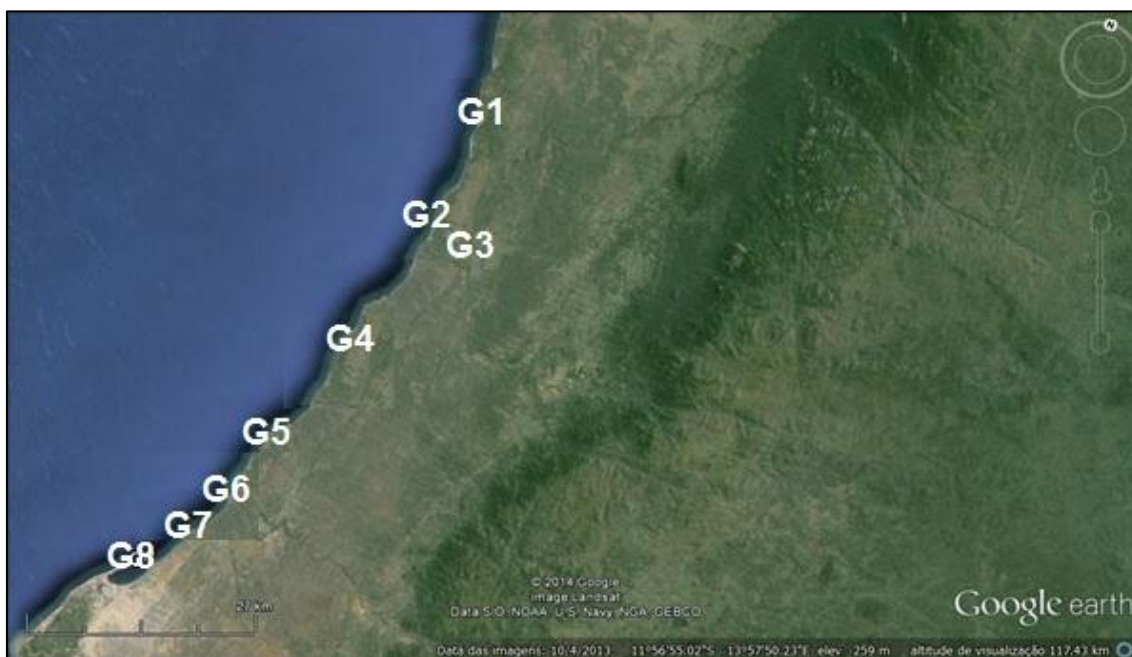 N
G1
G2
G3
G4
G5
G6
G7
G8
© 2014 Google
Image Landsat
Data SIO, NOAA, U.S. Navy, NGA, GEBCO
27 km
Google earth
Data das imagens: 10/4/2013 11°56'55.02"S 13°57'50.23"E elev 259 m altitude de visualização 117.43 km